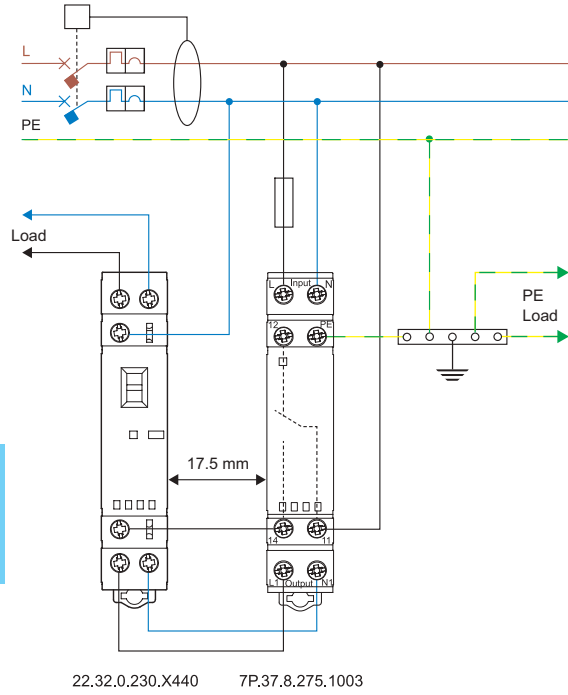 L
N
PE
Load
L Input N
12 PE
PE
Load
17.5 mm
14 11
L1 Output N1
22.32.0.230.X440 7P.37.8.275.1003